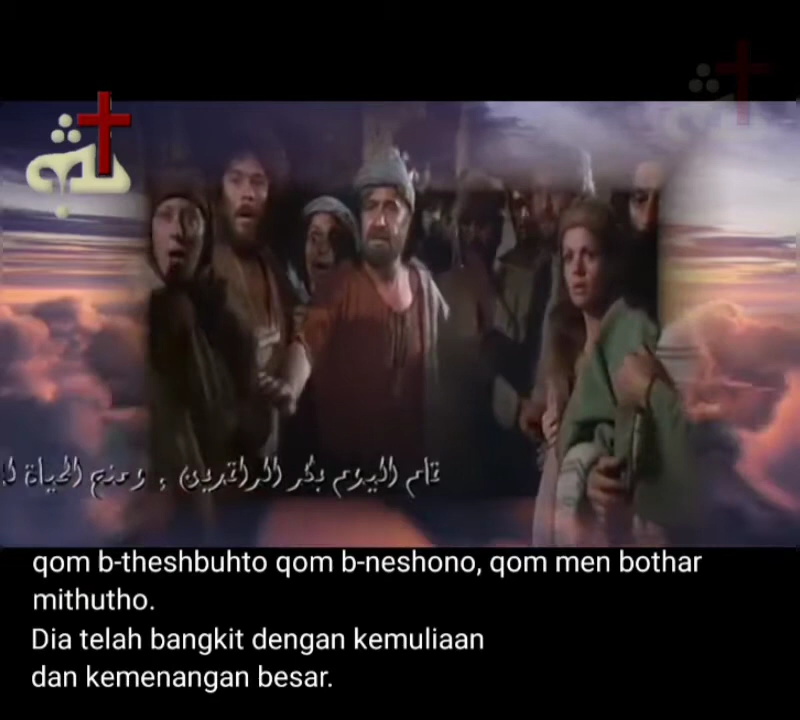 قام اليوم بكر الراقدين ، ومنح الحياة
qom b-theshbuhto qom b-neshono, qom men bothar
mithutho.
Dia telah bangkit dengan kemuliaan
dan kemenangan besar.